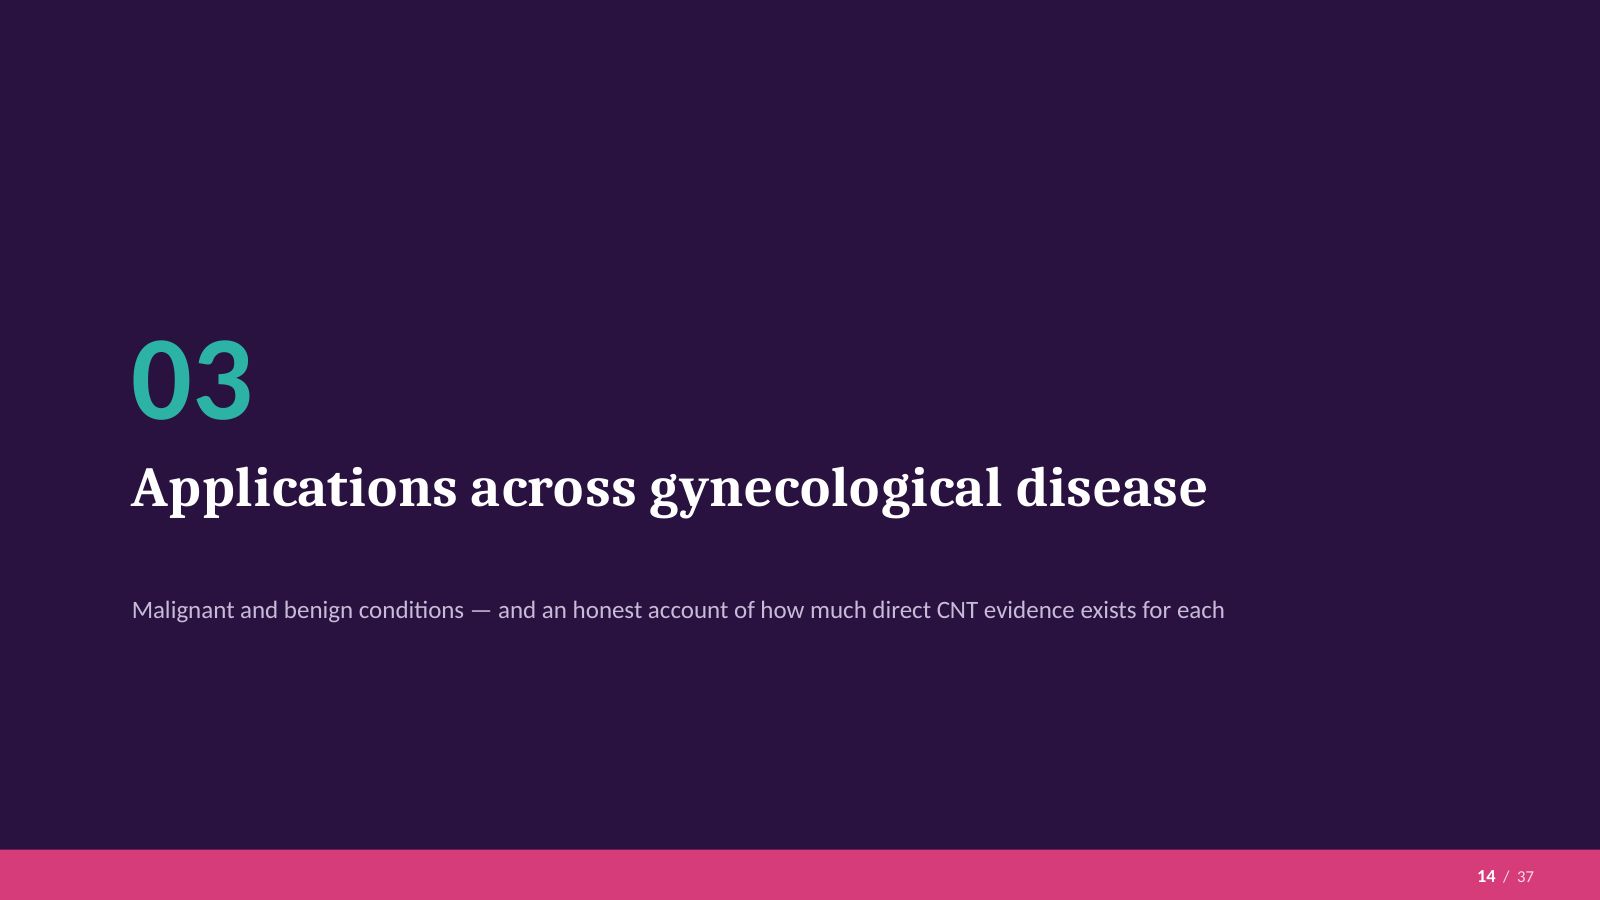 03
Applications across gynecological disease
Malignant and benign conditions — and an honest account of how much direct CNT evidence exists for each
14 / 37